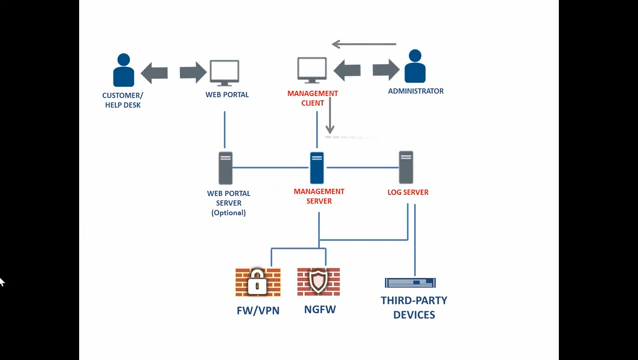 CUSTOMER/
HELP DESK
WEB PORTAL
MANAGEMENT
CLIENT
ADMINISTRATOR
WEB PORTAL
SERVER
(Optional)
MANAGEMENT
SERVER
LOG SERVER
FW/VPN
NGFW
THIRD-PARTY
DEVICES